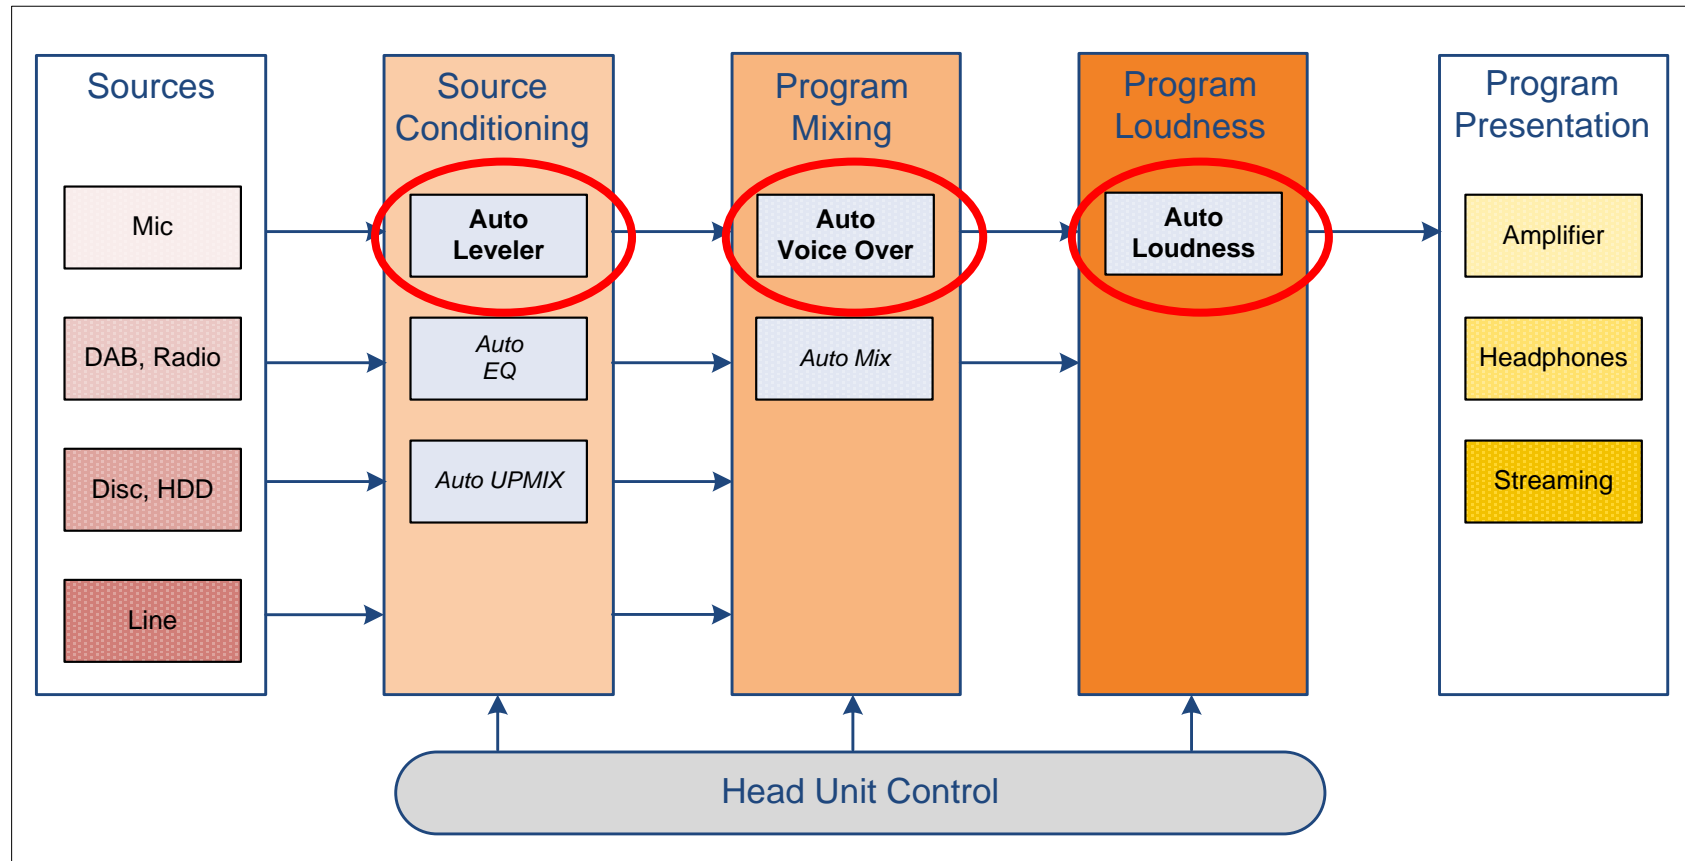 Sources
Mic
DAB, Radio
Disc, HDD
Line
Source
Conditioning
Auto
Leveler
Auto
EQ
Auto UPMIX
Program
Mixing
Auto
Voice Over
Auto Mix
Program
Loudness
Auto
Loudness
Program
Presentation
Amplifier
Headphones
Streaming
Head Unit Control